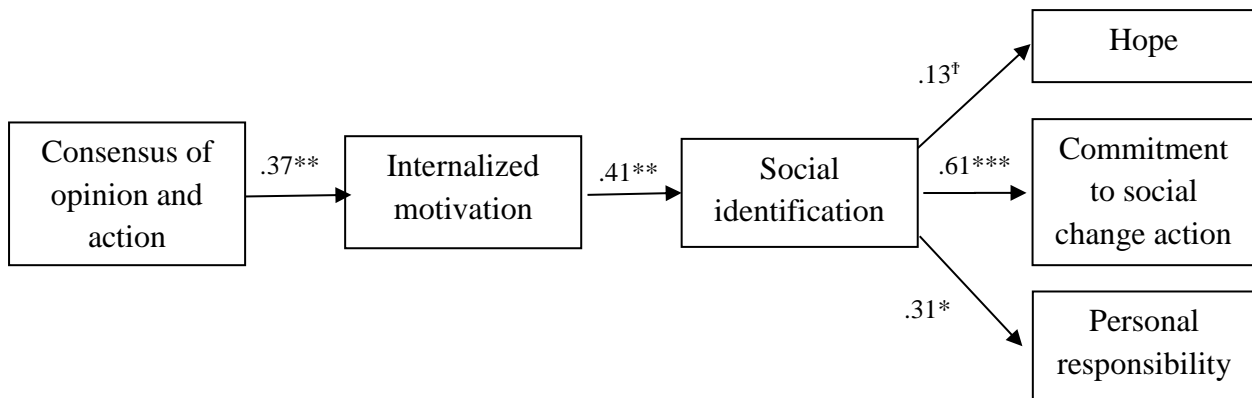 Consensus of
opinion and
action
.37**
Internalized
motivation
.41**
Social
identification
.13†
Hope
.61***
Commitment
to social
change action
.31*
Personal
responsibility